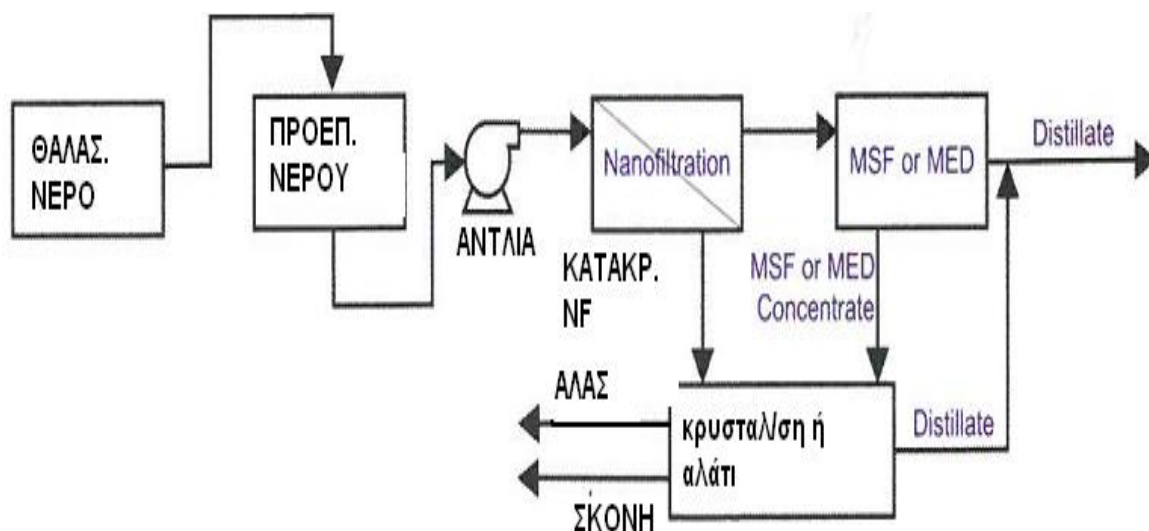 ΘΑΛΑΣ.
ΝΕΡΟ
ΠΡΟΕΠ.
ΝΕΡΟΥ
ΑΝΤΛΙΑ
Nanofiltration
MSF or MED
Distillate
ΚΑΤΑΚΡ.
NF
MSF or MED
Concentrate
ΑΛΑΣ
κρυσταλ/ση ή
αλάτι
Distillate
ΣΚΟΝΗ